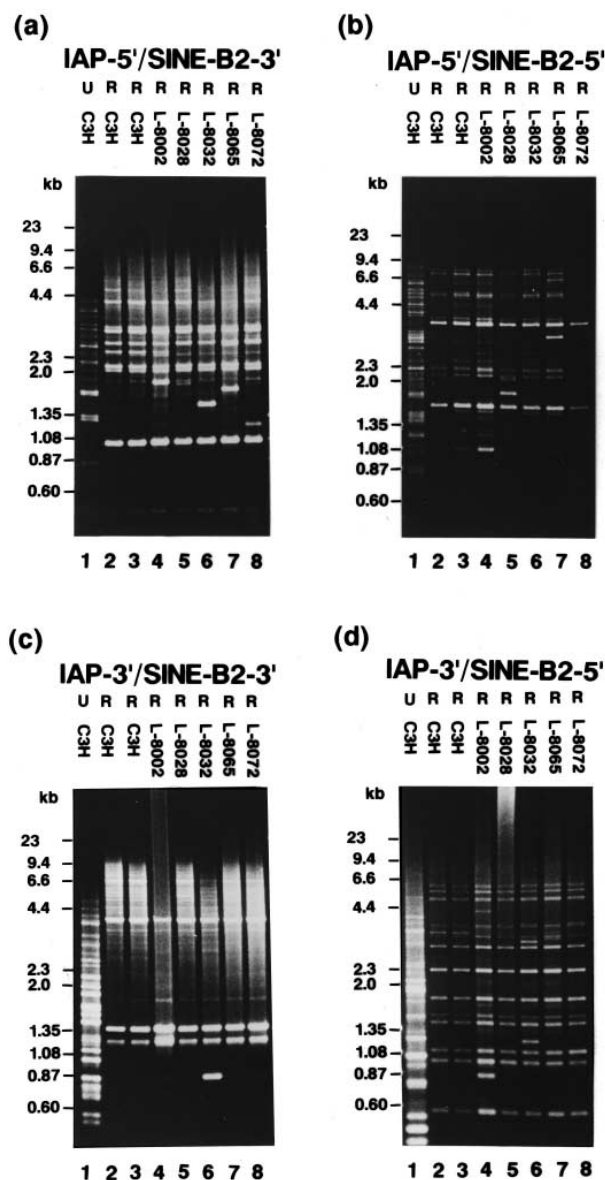 (a)
IAP-5'/SINE-B2-3'
U R R R R R R R
C3H C3H C3H L-8002 L-8028 L-8032 L-8065 L-8072
kb
23
9.4
6.6
4.4
2.3
2.0
1.35
1.08
0.87
0.60
1 2 3 4 5 6 7 8
(b)
IAP-5'/SINE-B2-5'
U R R R R R R R
C3H C3H C3H L-8002 L-8028 L-8032 L-8065 L-8072
kb
23
9.4
6.6
4.4
2.3
2.0
1.35
1.08
0.87
0.60
1 2 3 4 5 6 7 8
(c)
IAP-3'/SINE-B2-3'
U R R R R R R R
C3H C3H C3H L-8002 L-8028 L-8032 L-8065 L-8072
kb
23
9.4
6.6
4.4
2.3
2.0
1.35
1.08
0.87
0.60
1 2 3 4 5 6 7 8
(d)
IAP-3'/SINE-B2-5'
U R R R R R R R
C3H C3H C3H L-8002 L-8028 L-8032 L-8065 L-8072
kb
23
9.4
6.6
4.4
2.3
2.0
1.35
1.08
0.87
0.60
1 2 3 4 5 6 7 8